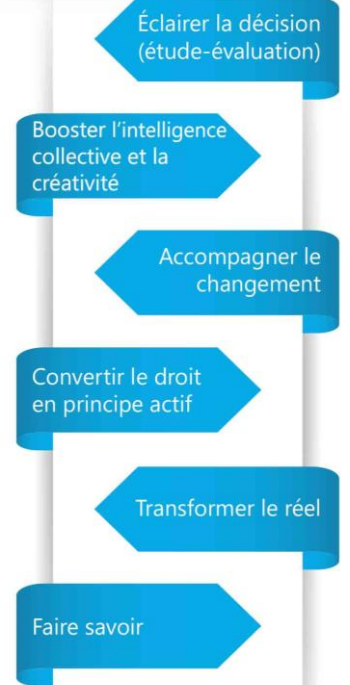 Éclairer la décision
(étude-évaluation)
Booster l'intelligence
collective et la
créativité
Accompagner le
changement
Convertir le droit
en principe actif
Transformer le réel
Faire savoir